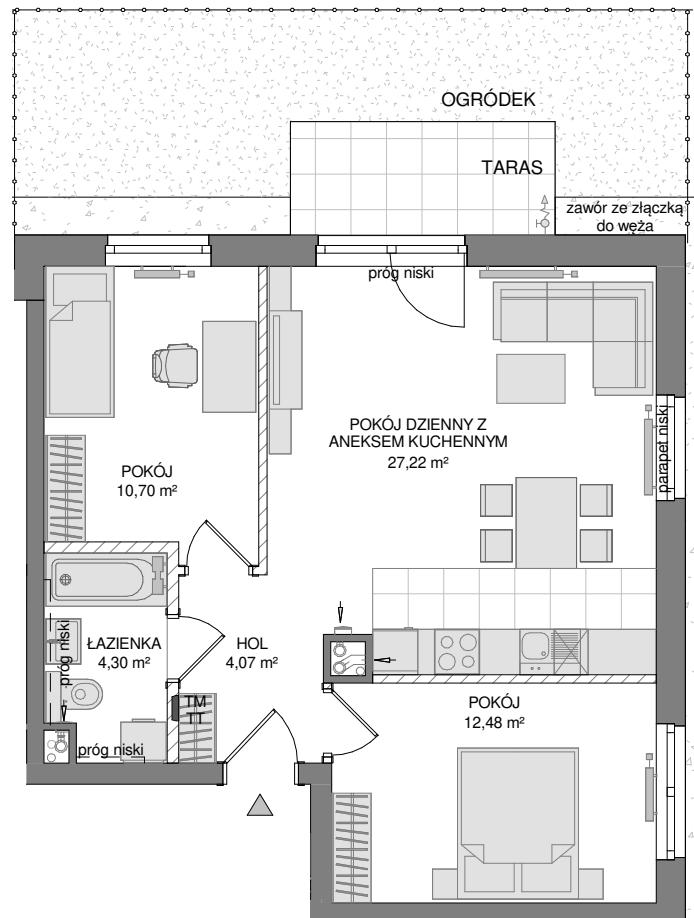 OGRÓDEK
TARAS
zawór ze złączką
do węża
próg niski
POKÓJ DZIENNY Z
ANEKSEM KUCHENNYM
27,22 m²
parapet niski
POKÓJ
10,70 m²
ŁAZIENKA
4,30 m²
próg niski
HOL
4,07 m²
TM
TT
próg niski
POKÓJ
12,48 m²